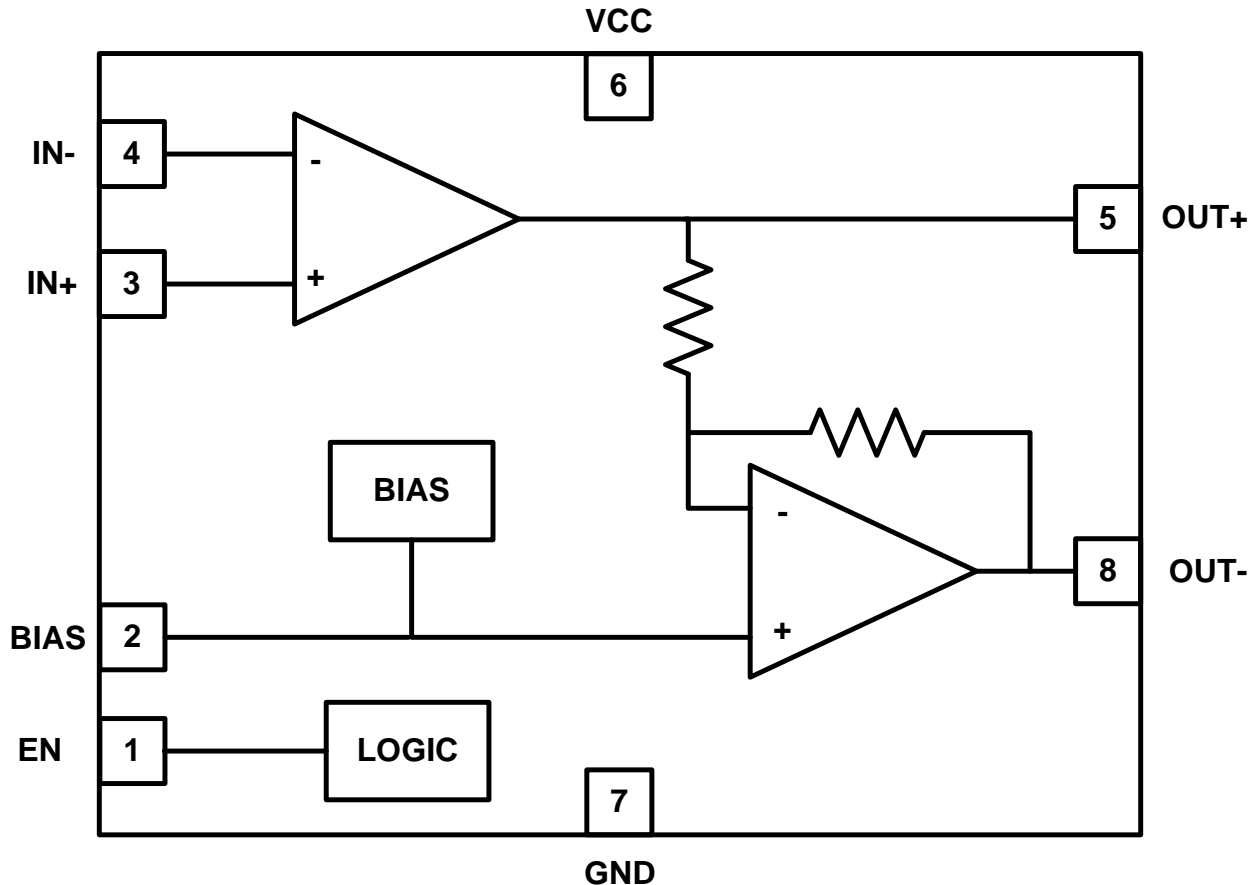 VCC
6
IN-
4
-
5
OUT+
IN+
3
+
BIAS
-
8
OUT-
BIAS
2
+
EN
1
LOGIC
7
GND